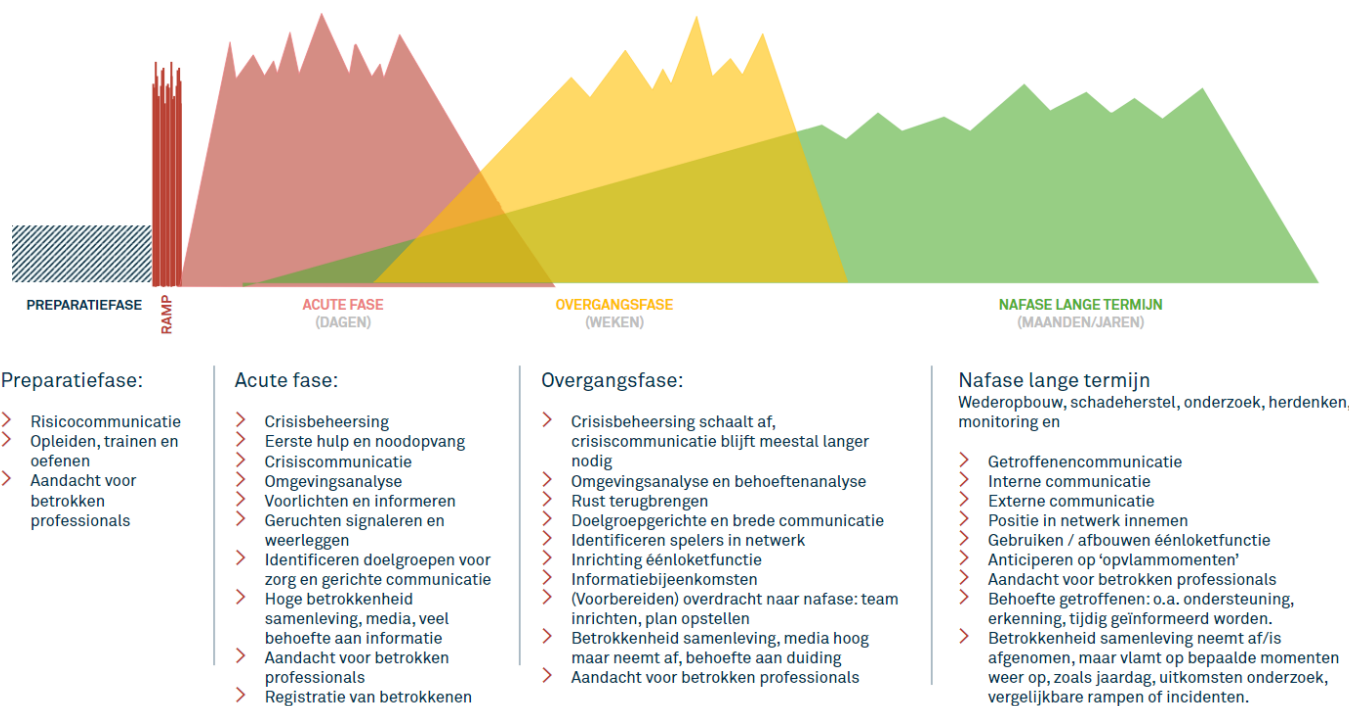 PREPARATIEFASE
RAMP
ACUTE FASE
(DAGEN)
OVERGANGSFASE
(WEKEN)
NAFASE LANGE TERMIJN
(MAANDEN/JAREN)
Preparatiefase:
Risicocommunicatie
Opleiden, trainen en
oefenen
Aandacht voor
betrokken
professionals
Acute fase:
Crisisbeheersing
Eerste hulp en noodopvang
Crisiscommunicatie
Omgevingsanalyse
Voorlichten en informeren
Geruchten signaleren en
weerleggen
Identificeren doelgroepen voor
zorg en gerichte communicatie
Hoge betrokkenheid
samenleving, media, veel
behoefte aan informatie
Aandacht voor betrokken
professionals
Registratie van betrokkenen
Overgangsfase:
Crisisbeheersing schaalt af,
crisiscommunicatie blijft meestal langer
nodig
Omgevingsanalyse en behoeftenanalyse
Rust terugbrengen
Doelgroepgerichte en brede communicatie
Identificeren spelers in netwerk
Inrichting éénloketfunctie
Informatiebijeenkomsten
(Voorbereiden) overdracht naar nafase: team
inrichten, plan opstellen
Betrokkenheid samenleving, media hoog
maar neemt af, behoefte aan duiding
Aandacht voor betrokken professionals
Nafase lange termijn
Wederopbouw, schadeherstel, onderzoek, herdenken,
monitoring en
Getroffenencommunicatie
Interne communicatie
Externe communicatie
Positie in netwerk innemen
Gebruiken / afbouwen éénloketfunctie
Anticiperen op ‘opvlammomenten’
Aandacht voor betrokken professionals
Behoefte getroffenen: o.a. ondersteuning,
erkenning, tijdig geïnformeerd worden.
Betrokkenheid samenleving neemt af/is
afgenomen, maar vlamt op bepaalde momenten
weer op, zoals jaardag, uitkomsten onderzoek,
vergelijkbare rampen of incidenten.